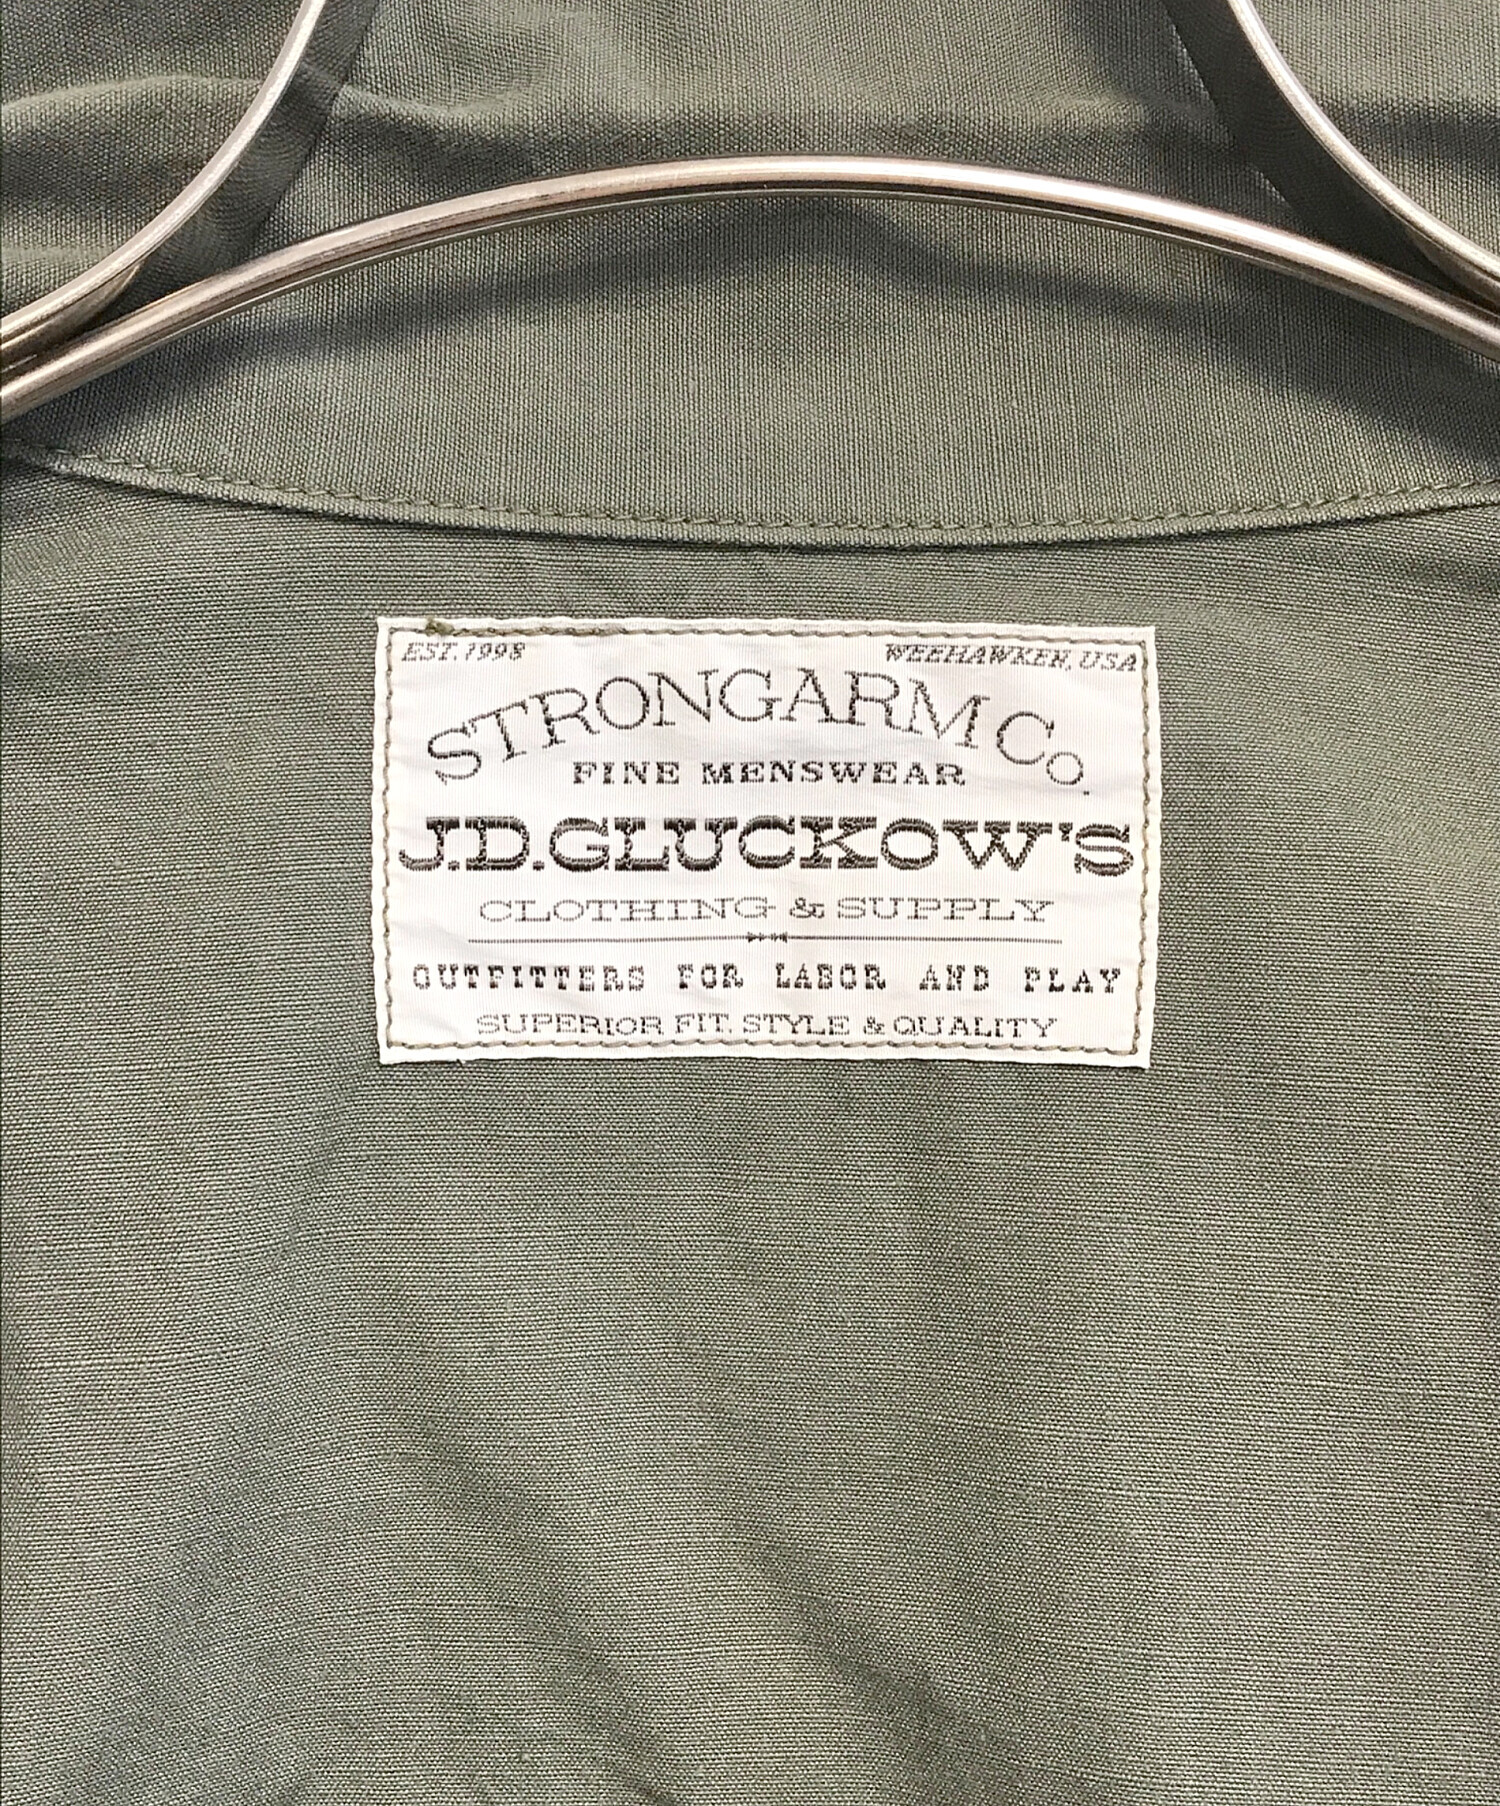 EST. 1998 WEEHAWKEN, USA
STRONGARM Co.
FINE MENSWEAR
J.D. GLUCKOW'S
CLOTHING & SUPPLY
OUTFITTERS FOR LABOR AND PLAY
SUPERIOR FIT, STYLE & QUALITY